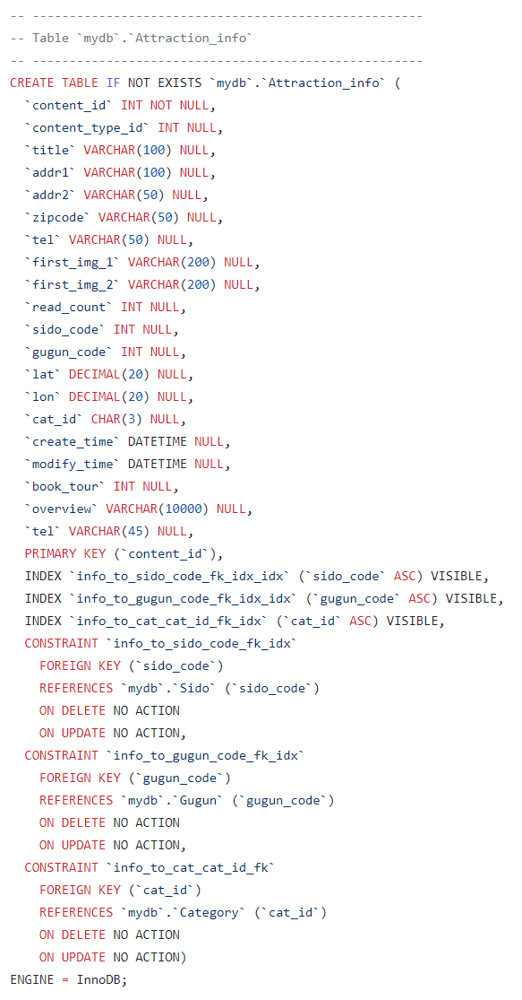 -- -----------------------------------------------------
-- Table `mydb`.`Attraction_info`
-- -----------------------------------------------------
CREATE TABLE IF NOT EXISTS `mydb`.`Attraction_info` (
  `content_id` INT NOT NULL,
  `content_type_id` INT NULL,
  `title` VARCHAR(100) NULL,
  `addr1` VARCHAR(100) NULL,
  `addr2` VARCHAR(50) NULL,
  `zipcode` VARCHAR(50) NULL,
  `tel` VARCHAR(50) NULL,
  `first_img_1` VARCHAR(200) NULL,
  `first_img_2` VARCHAR(200) NULL,
  `read_count` INT NULL,
  `sido_code` INT NULL,
  `gugun_code` INT NULL,
  `lat` DECIMAL(20) NULL,
  `lon` DECIMAL(20) NULL,
  `cat_id` CHAR(3) NULL,
  `create_time` DATETIME NULL,
  `modify_time` DATETIME NULL,
  `book_tour` INT NULL,
  `overview` VARCHAR(10000) NULL,
  `tel` VARCHAR(45) NULL,
  PRIMARY KEY (`content_id`),
  INDEX `info_to_sido_code_fk_idx_idx` (`sido_code` ASC) VISIBLE,
  INDEX `info_to_gugun_code_fk_idx_idx` (`gugun_code` ASC) VISIBLE,
  INDEX `info_to_cat_cat_id_fk_idx` (`cat_id` ASC) VISIBLE,
  CONSTRAINT `info_to_sido_code_fk_idx`
    FOREIGN KEY (`sido_code`)
    REFERENCES `mydb`.`Sido` (`sido_code`)
    ON DELETE NO ACTION
    ON UPDATE NO ACTION,
  CONSTRAINT `info_to_gugun_code_fk_idx`
    FOREIGN KEY (`gugun_code`)
    REFERENCES `mydb`.`Gugun` (`gugun_code`)
    ON DELETE NO ACTION
    ON UPDATE NO ACTION,
  CONSTRAINT `info_to_cat_cat_id_fk`
    FOREIGN KEY (`cat_id`)
    REFERENCES `mydb`.`Category` (`cat_id`)
    ON DELETE NO ACTION
    ON UPDATE NO ACTION)
ENGINE = InnoDB;